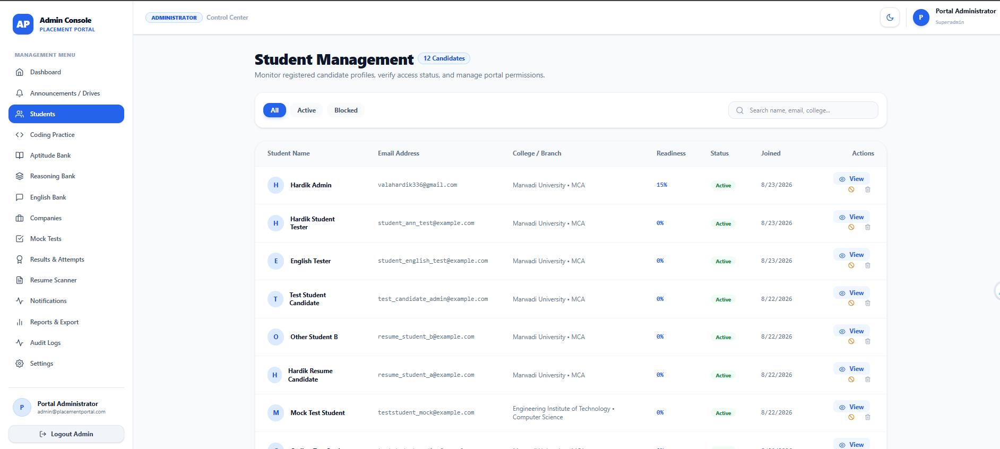 AP
Admin Console
PLACEMENT PORTAL
MANAGEMENT MENU
Dashboard
Announcements / Drives
Students
Coding Practice
Aptitude Bank
Reasoning Bank
English Bank
Companies
Mock Tests
Results & Attempts
Resume Scanner
Notifications
Reports & Export
Audit Logs
Settings
P
Portal Administrator
admin@placementportal.com
Logout Admin
ADMINISTRATOR Control Center
P
Portal Administrator
Superadmin
Student Management 12 Candidates
Monitor registered candidate profiles, verify access status, and manage portal permissions.
All Active Blocked Search name, email, college...
Student Name Email Address College / Branch Readiness Status Joined Actions
H Hardik Admin valahardik336@gmail.com Marwadi University • MCA 15% Active 8/23/2026 View
H Hardik Student Tester student_ann_test@example.com Marwadi University • MCA 0% Active 8/23/2026 View
E English Tester student_english_test@example.com Marwadi University • MCA 0% Active 8/23/2026 View
T Test Student Candidate test_candidate_admin@example.com Marwadi University • MCA 0% Active 8/22/2026 View
O Other Student B resume_student_b@example.com Marwadi University • MCA 0% Active 8/22/2026 View
H Hardik Resume Candidate resume_student_a@example.com Marwadi University • MCA 0% Active 8/22/2026 View
M Mock Test Student teststudent_mock@example.com Engineering Institute of Technology • Computer Science 0% Active 8/22/2026 View
View